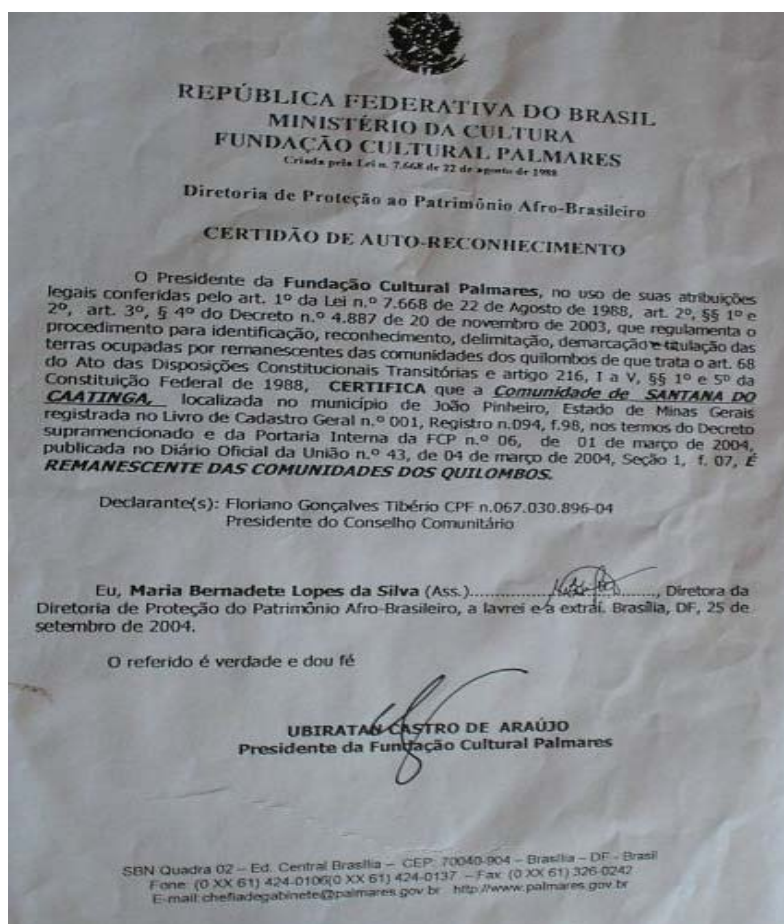 REPÚBLICA FEDERATIVA DO BRASIL
MINISTÉRIO DA CULTURA
FUNDAÇÃO CULTURAL PALMARES
Criada pela Lei n. 7.668 de 22 de agosto de 1988
Diretoria de Proteção ao Patrimônio Afro-Brasileiro
CERTIDÃO DE AUTO-RECONHECIMENTO
O Presidente da Fundação Cultural Palmares, no uso de suas atribuições
legais conferidas pelo art. 1º da Lei n.º 7.668 de 22 de Agosto de 1988, art. 2º, §§ 1º e
2º, art. 3º, § 4º do Decreto n.º 4.887 de 20 de novembro de 2003, que regulamenta o
procedimento para identificação, reconhecimento, delimitação, demarcação e titulação das
terras ocupadas por remanescentes das comunidades dos quilombos de que trata o art. 68
do Ato das Disposições Constitucionais Transitórias e artigo 216, I a V, §§ 1º e 5º da
Constituição Federal de 1988, CERTIFICA que a Comunidade de SANTANA DO
CAATINGA, localizada no município de João Pinheiro, Estado de Minas Gerais
registrada no Livro de Cadastro Geral n.º 001, Registro n.094, f.98, nos termos do Decreto
supramencionado e da Portaria Interna da FCP n.º 06, de 01 de março de 2004,
publicada no Diário Oficial da União n.º 43, de 04 de março de 2004, Seção 1, f. 07, É
REMANESCENTE DAS COMUNIDADES DOS QUILOMBOS.
Declarante(s): Floriano Gonçalves Tibério CPF n.067.030.896-04
Presidente do Conselho Comunitário
Eu, Maria Bernadete Lopes da Silva (Ass.)...................................., Diretora da
Diretoria de Proteção do Patrimônio Afro-Brasileiro, a lavrei e a extraí. Brasília, DF, 25 de
setembro de 2004.
O referido é verdade e dou fé
UBIRATAN CASTRO DE ARAÚJO
Presidente da Fundação Cultural Palmares
SBN Quadra 02 – Ed. Central Brasília – CEP: 70040-904 – Brasília – DF - Brasil
Fone: (0 XX 61) 424-0106(0 XX 61) 424-0137 – Fax: (0 XX 61) 326-0242
E-mail:chefiadegabinete@palmares.gov.br http://www.palmares.gov.br